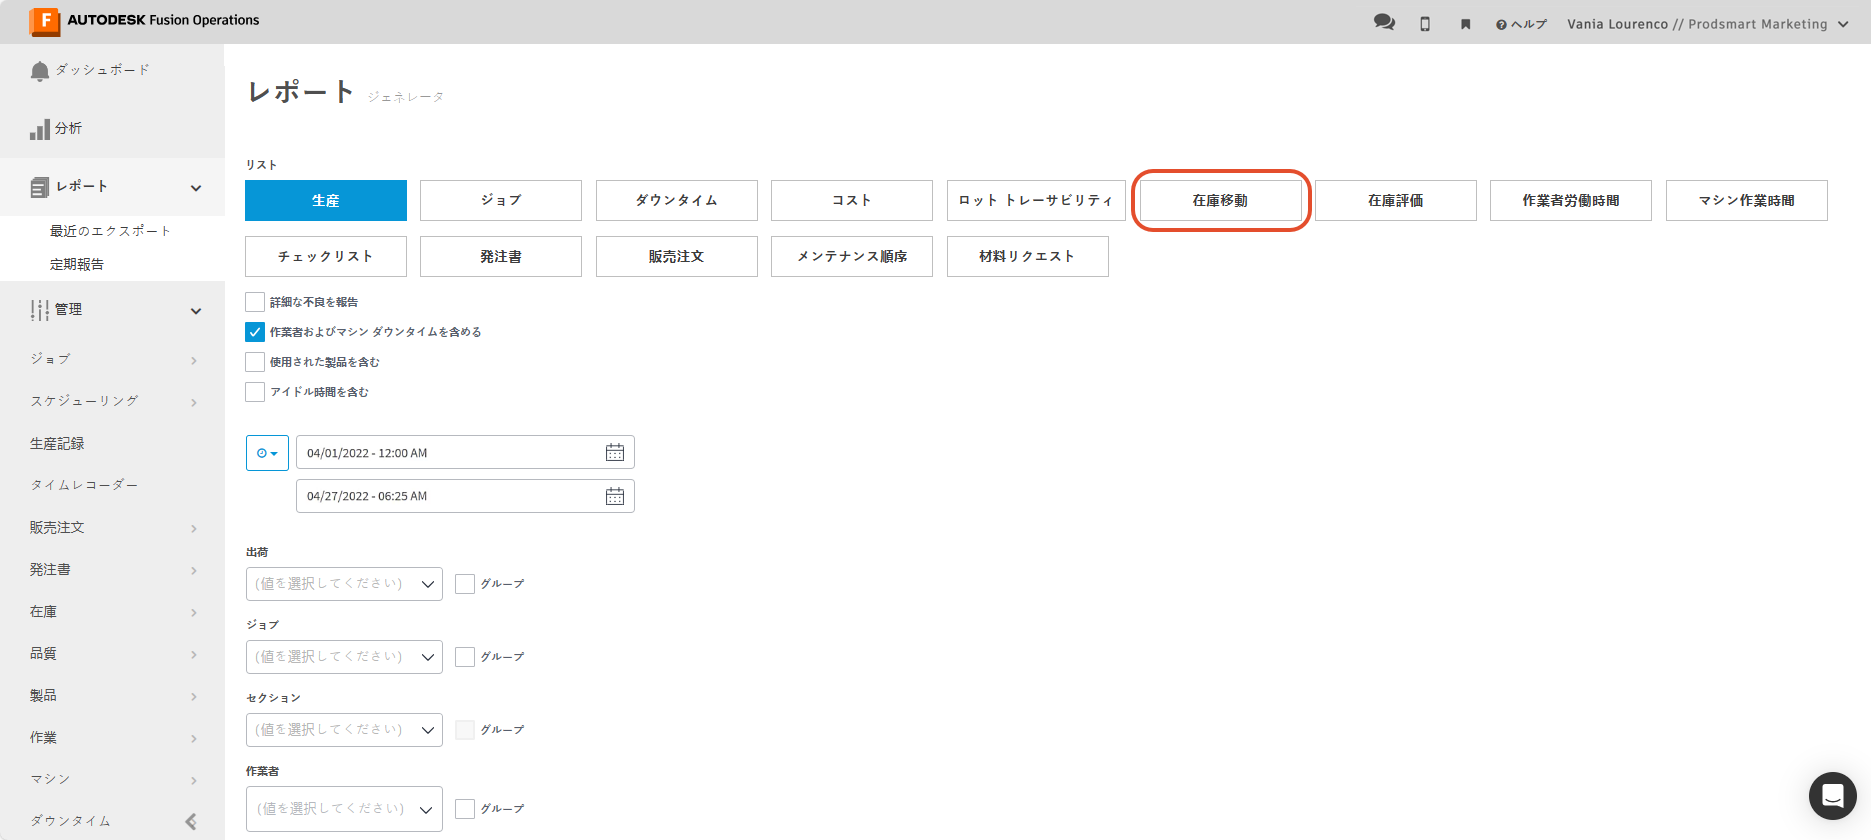 AUTODESK Fusion Operations
ヘルプ
Vania Lourenco // Prodsmart Marketing
ダッシュボード
分析
レポート
最近のエクスポート
定期報告
管理
ジョブ
スケジューリング
生産記録
タイムレコーダー
販売注文
発注書
在庫
品質
製品
作業
マシン
ダウンタイム
レポート ジェネレータ
リスト
生産 ジョブ ダウンタイム コスト ロット トレーサビリティ 在庫移動 在庫評価 作業者労働時間 マシン作業時間
チェックリスト 発注書 販売注文 メンテナンス順序 材料リクエスト
詳細な不良を報告
作業者およびマシン ダウンタイムを含める
使用された製品を含む
アイドル時間を含む
04/01/2022 - 12:00 AM
04/27/2022 - 06:25 AM
出荷
(値を選択してください) グループ
ジョブ
(値を選択してください) グループ
セクション
(値を選択してください) グループ
作業者
(値を選択してください) グループ